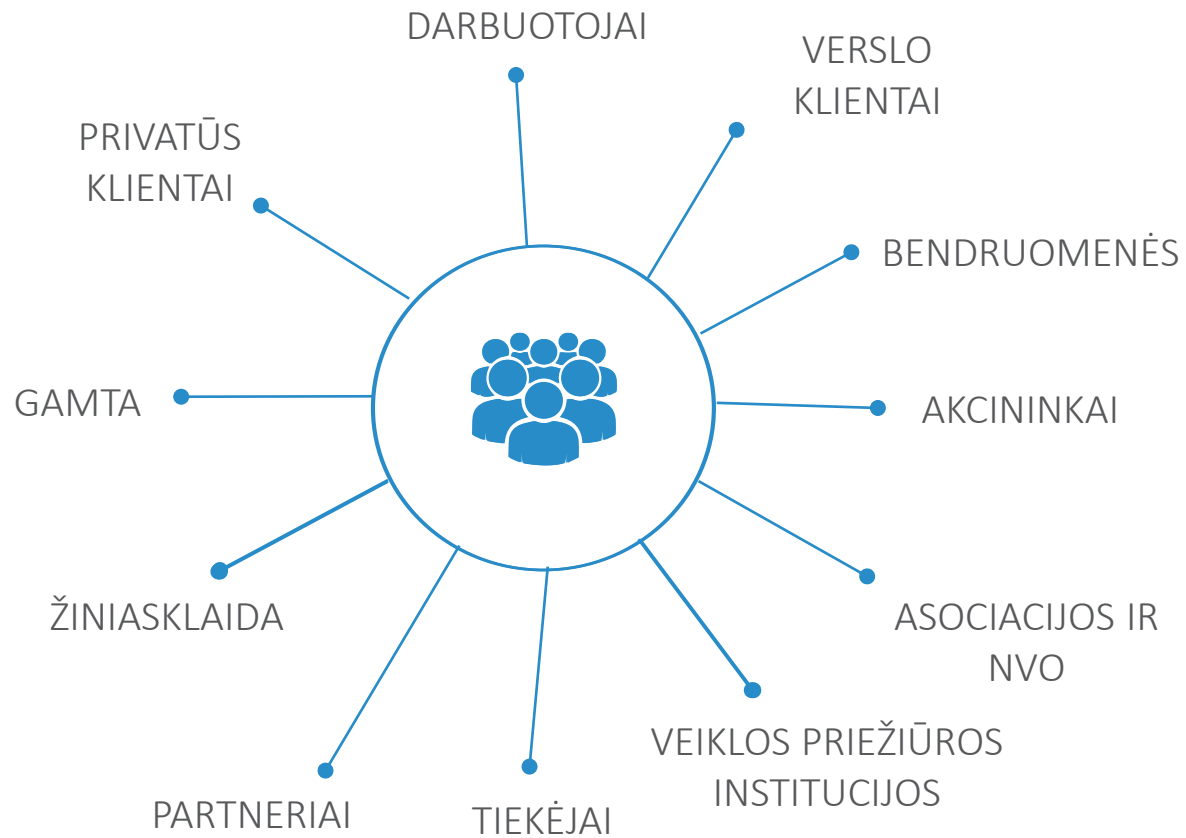 DARBUOTOJAI
VERSLO
KLIENTAI
PRIVATŪS
KLIENTAI
BENDRUOMENĖS
GAMTA
AKCININKAI
ŽINIASKLAIDA
ASOCIACIJOS IR
NVO
VEIKLOS PRIEŽIŪROS
INSTITUCIJOS
PARTNERIAI
TIEKĖJAI